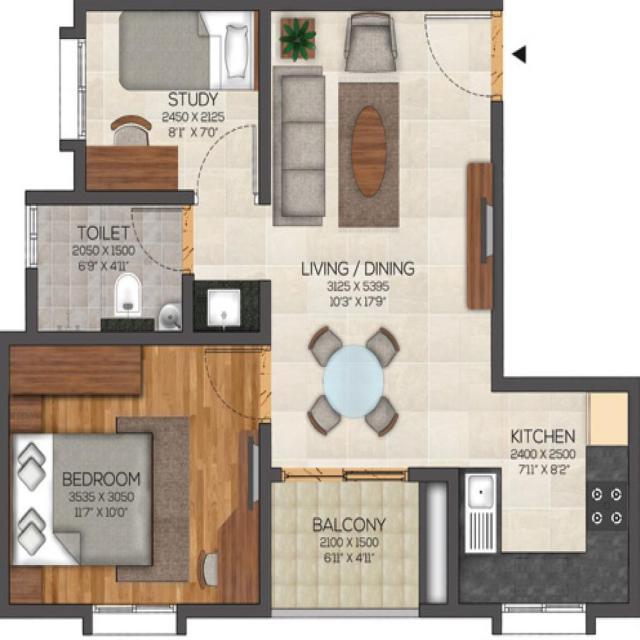 STUDY
2450 X 2125
8'1" X 7'0"
TOILET
2050 X 1500
6'9" X 4'11"
LIVING / DINING
3125 X 5395
10'3" X 17'9"
KITCHEN
2400 X 2500
7'11" X 8'2"
BEDROOM
3535 X 3050
11'7" X 10'0"
BALCONY
2100 X 1500
6'11" X 4'11"